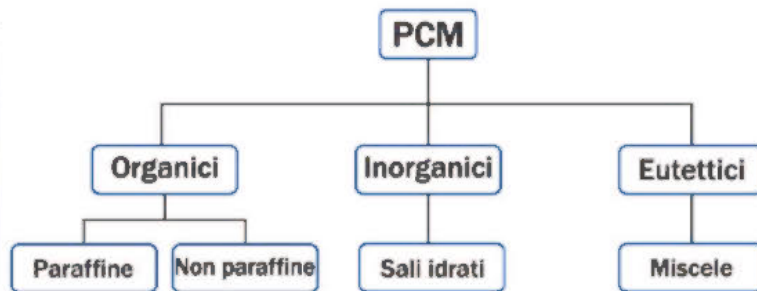 PCM
Organici
Inorganici
Eutettici
Paraffine
Non paraffine
Sali idrati
Miscele